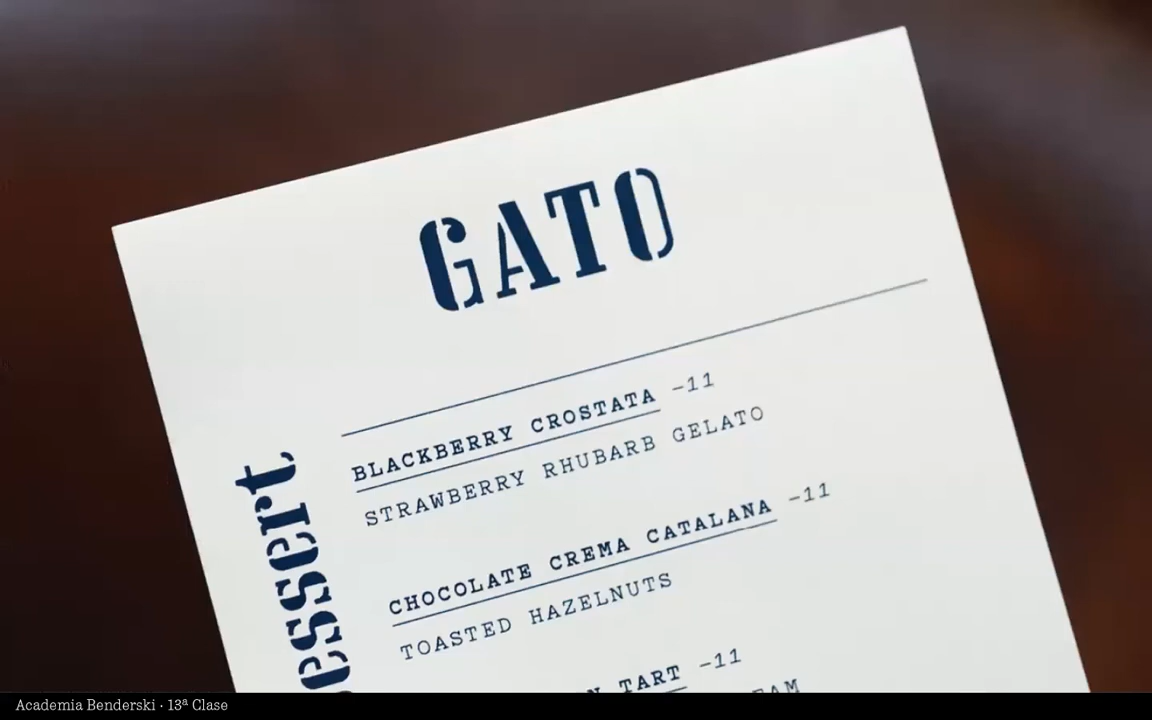 GATO
BLACKBERRY CROSTATA -11
STRAWBERRY RHUBARB GELATO
CHOCOLATE CREMA CATALANA -11
TOASTED HAZELNUTS
TART -11
essert
Academia Benderski · 13ª Clase